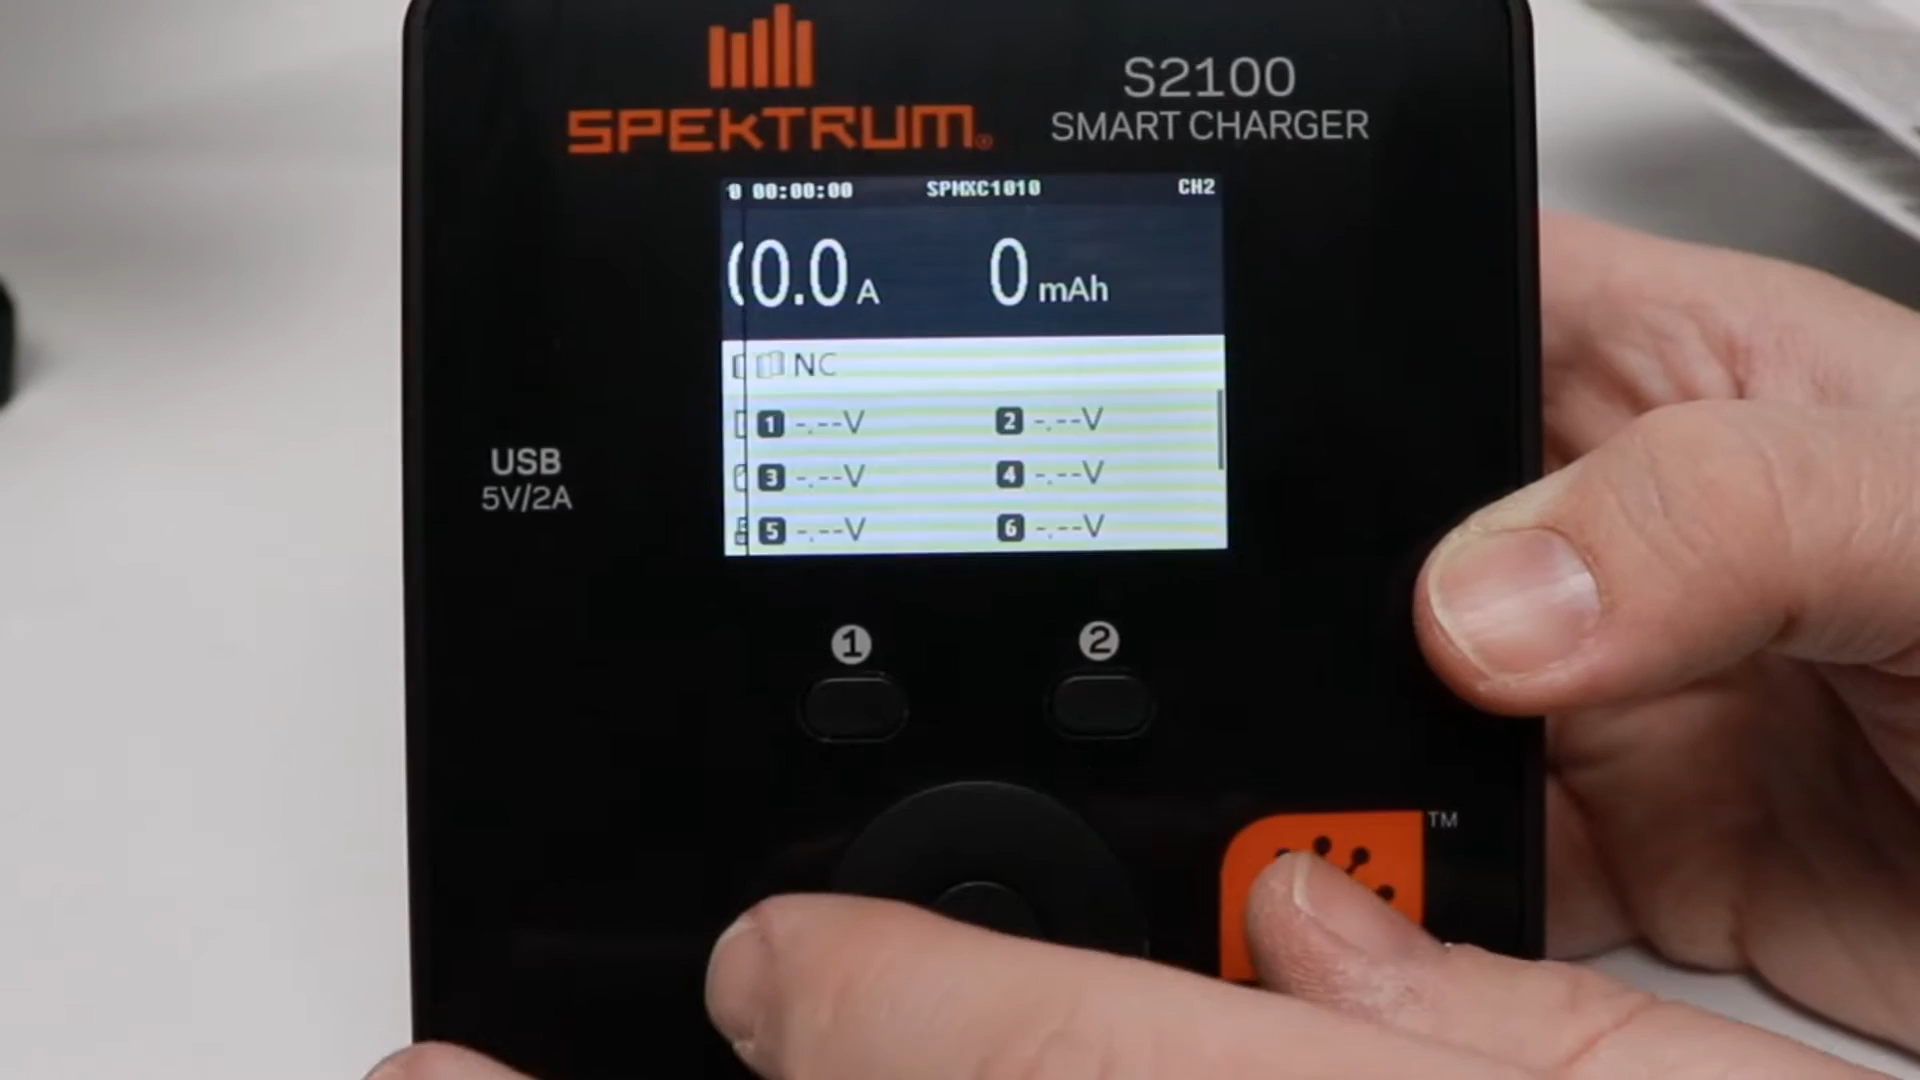 SPEKTRUM®
S2100
SMART CHARGER
00:00:00 SPMXC1010 CH2
0.0 A 0 mAh
NC
1 -.--V 2 -.--V
3 -.--V 4 -.--V
5 -.--V 6 -.--V
USB
5V/2A
1 2
TM